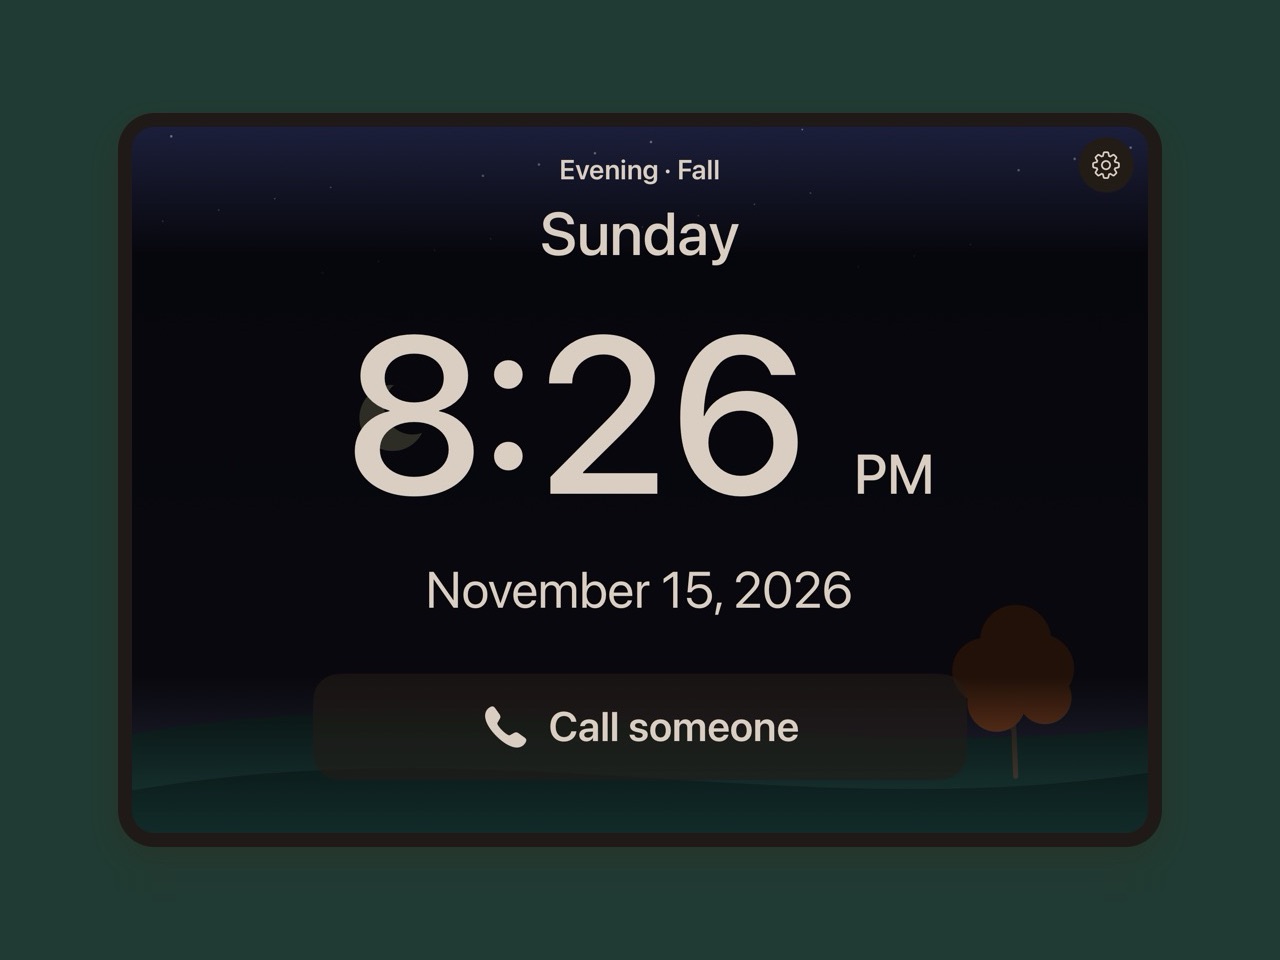 Evening · Fall
Sunday
8:26 PM
November 15, 2026
Call someone